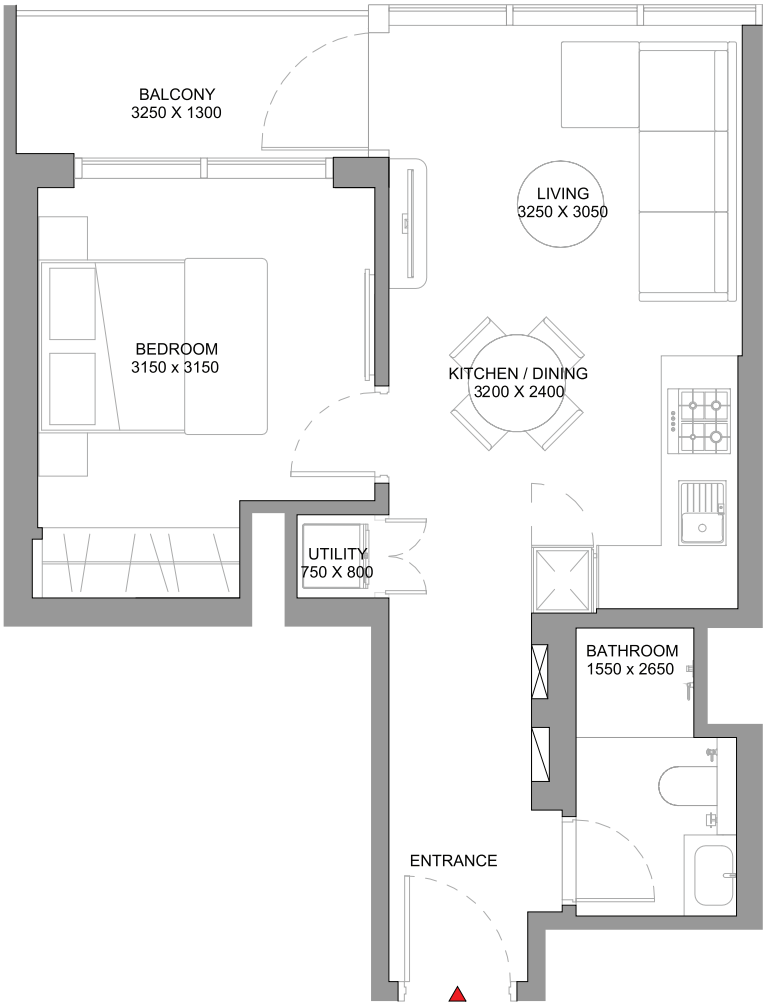 BALCONY
3250 X 1300
LIVING
3250 X 3050
BEDROOM
3150 x 3150
KITCHEN / DINING
3200 X 2400
UTILITY
750 X 800
BATHROOM
1550 x 2650
ENTRANCE